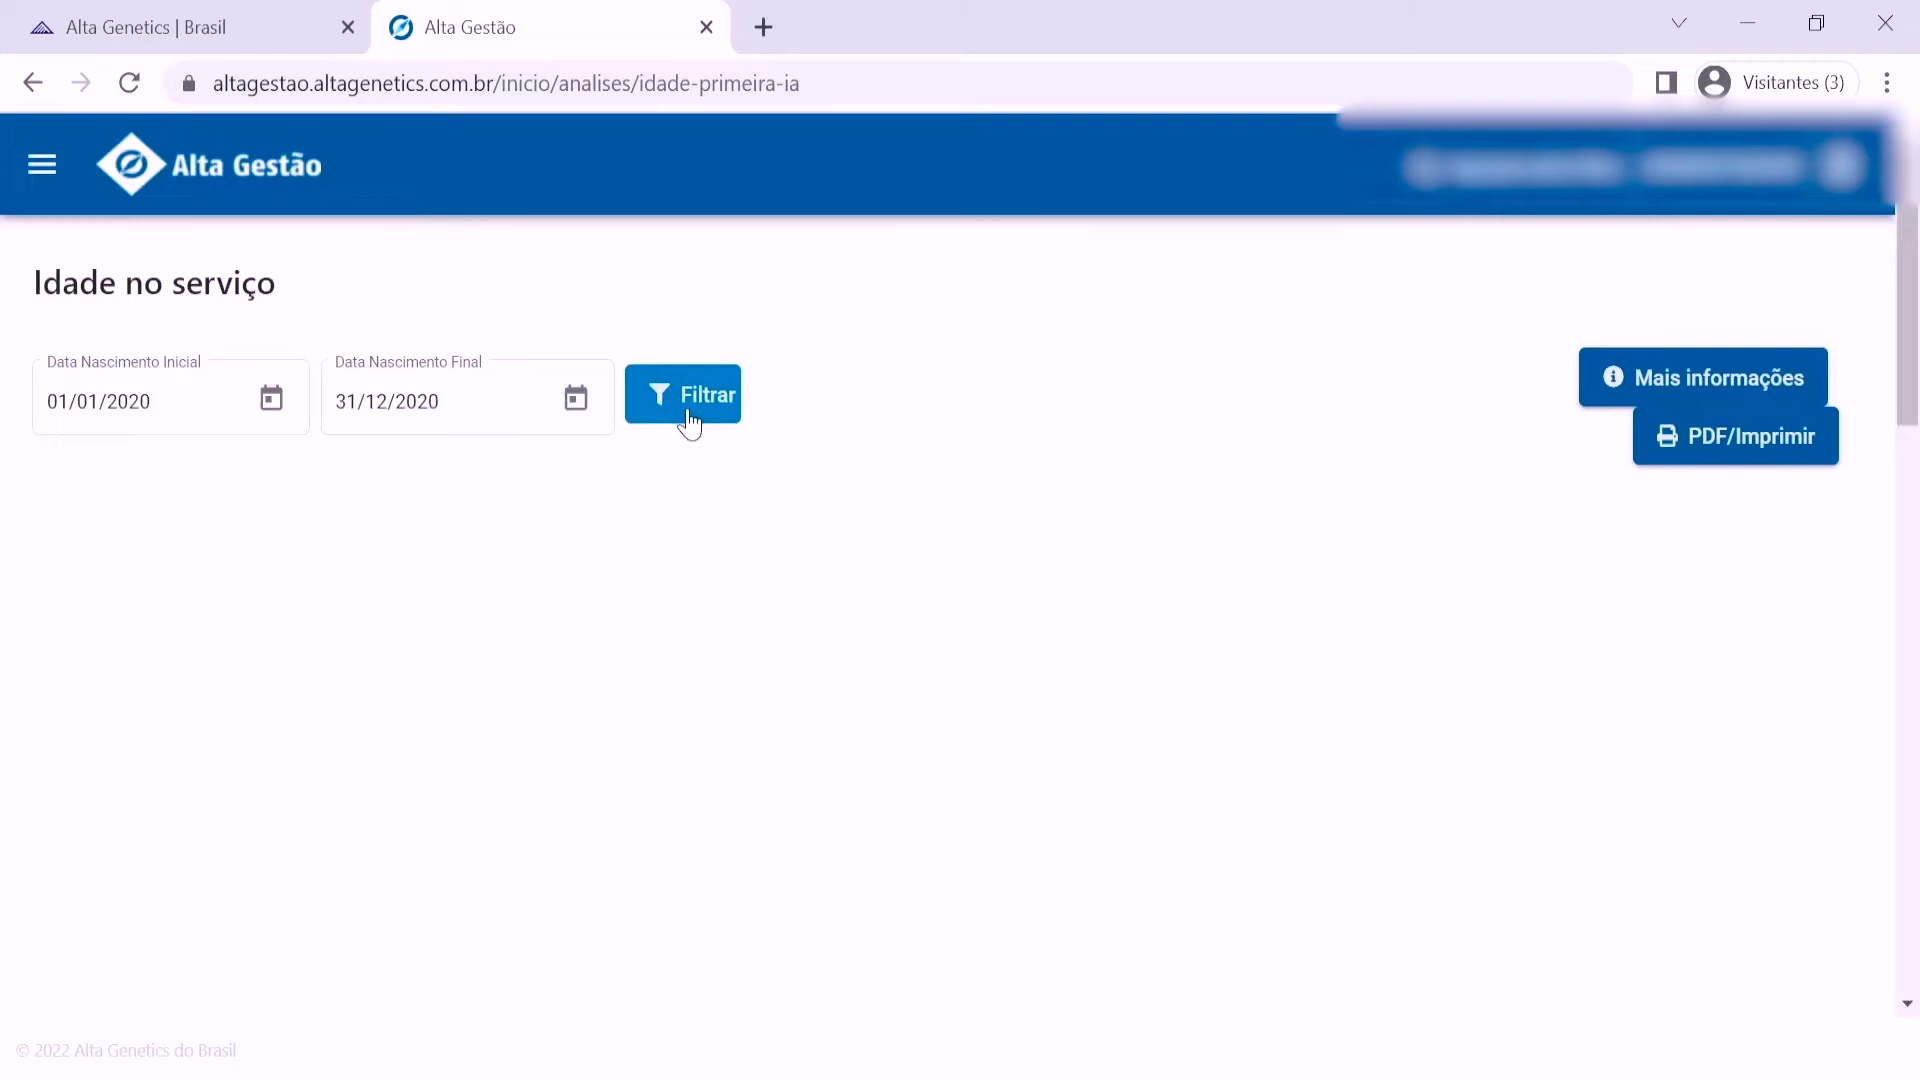 Alta Genetics | Brasil
Alta Gestão
altagestao.altagenetics.com.br/inicio/analises/idade-primeira-ia
Visitantes (3)
Alta Gestão
Idade no serviço
Data Nascimento Inicial
01/01/2020
Data Nascimento Final
31/12/2020
Filtrar
Mais informações
PDF/Imprimir
© 2022 Alta Genetics do Brasil